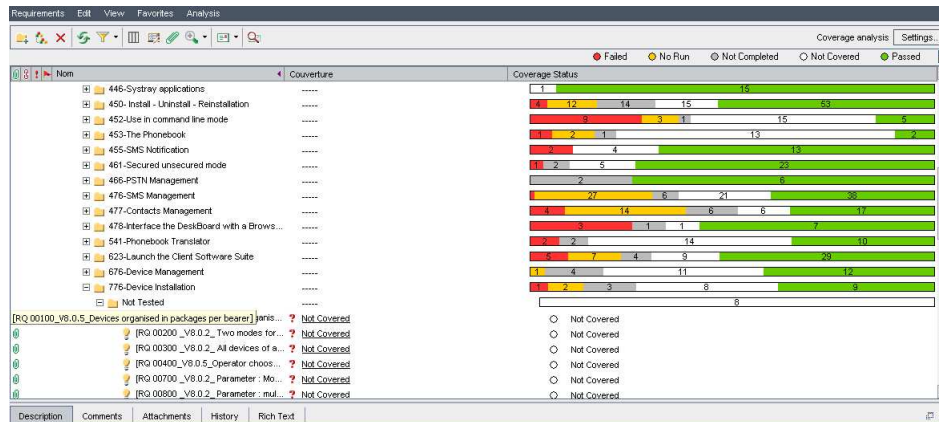 Requirements Edit View Favorites Analysis
Coverage analysis Settings...
Failed No Run Not Completed Not Covered Passed
Nom Couverture Coverage Status
446-Systray applications ----- 1 15
450- Install - Uninstall - Reinstallation ----- 4 12 14 15 53
452-Use in command line mode ----- 9 3 1 15 5
453-The Phonebook ----- 1 2 1 13 2
455-SMS Notification ----- 2 4 13
461-Secured unsecured mode ----- 1 2 5 23
466-PSTN Management ----- 2 6
476-SMS Management ----- 27 6 21 38
477-Contacts Management ----- 4 14 6 6 17
478-Interface the DeskBoard with a Brows... ----- 3 1 1 7
541-Phonebook Translator ----- 2 2 14 10
623-Launch the Client Software Suite ----- 5 7 4 9 29
676-Device Management ----- 1 4 11 12
776-Device Installation ----- 1 2 3 8 9
Not Tested ----- 8
[RQ 00100_V8.0.5_Devices organised in packages per bearer] anis... ? Not Covered Not Covered
[RQ 00200 _V8.0.2_ Two modes for... ? Not Covered Not Covered
[RQ 00300 _V8.0.2_ All devices of a... ? Not Covered Not Covered
[RQ 00400_V8.0.5_Operator choos... ? Not Covered Not Covered
[RQ 00700 _V8.0.2_ Parameter : Mo... ? Not Covered Not Covered
[RQ 00800 _V8.0.2_ Parameter : mul... ? Not Covered Not Covered
Description Comments Attachments History Rich Text